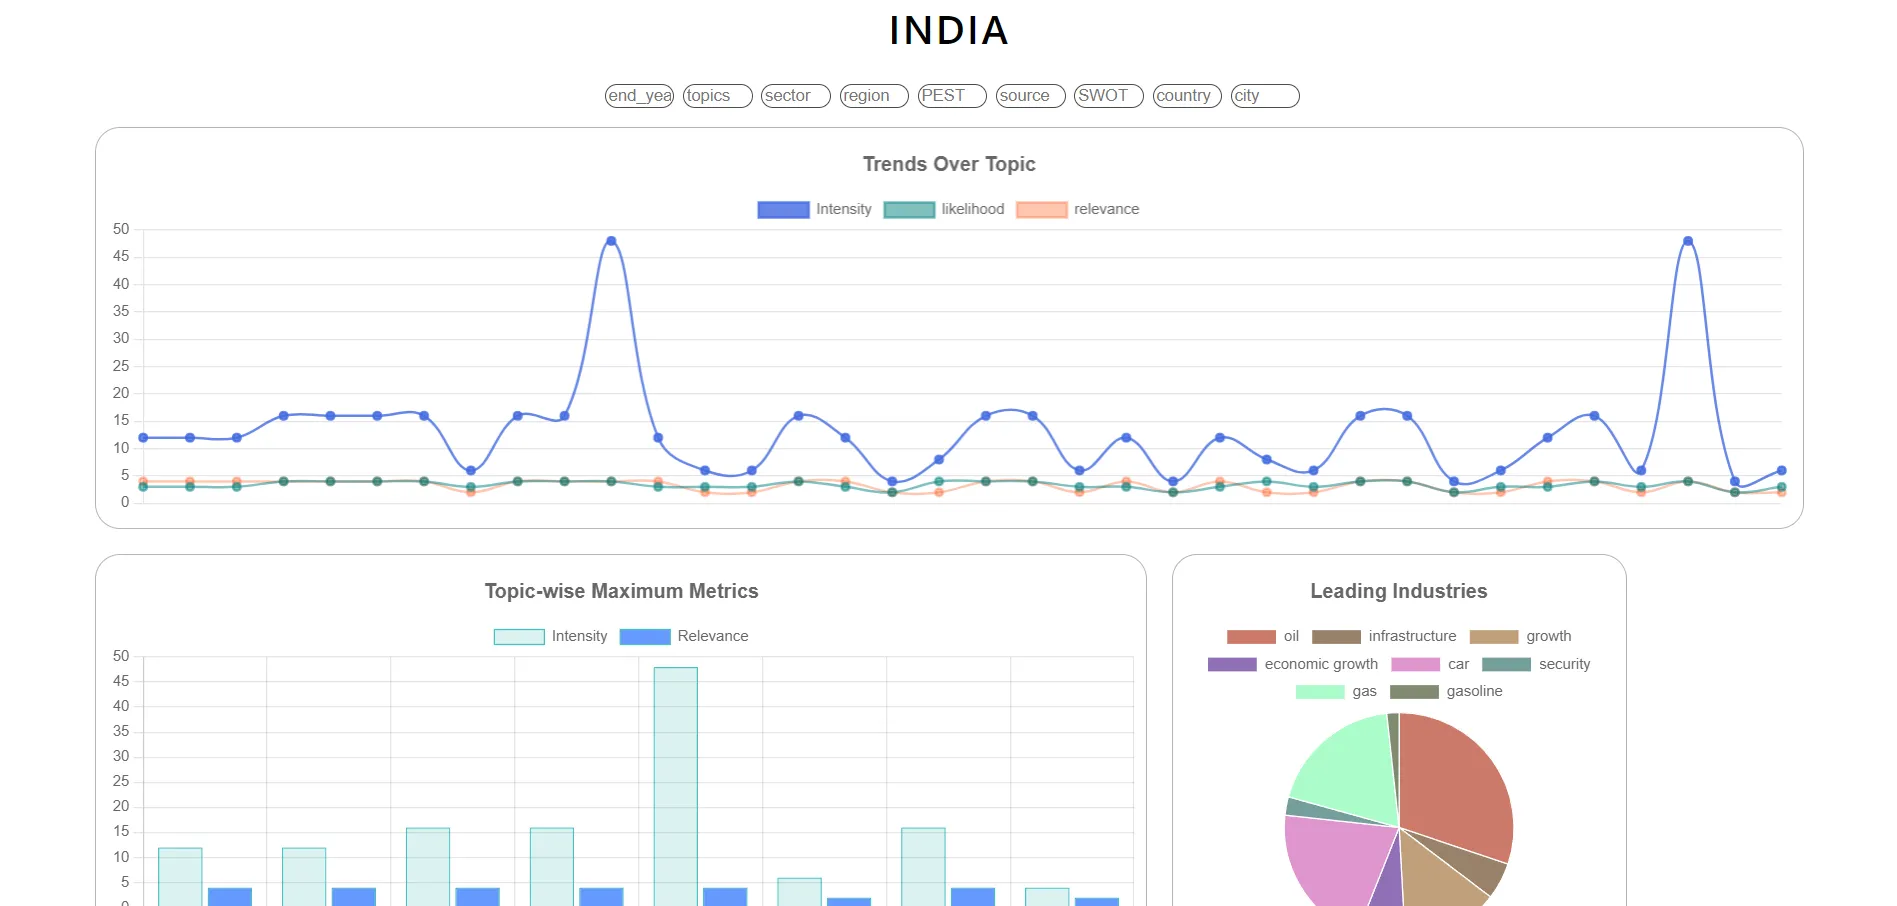 INDIA
end_yea topics sector region PEST source SWOT country city
Trends Over Topic
Intensity likelihood relevance
50
45
40
35
30
25
20
15
10
5
0
Topic-wise Maximum Metrics
Intensity Relevance
50
45
40
35
30
25
20
15
10
5
0
Leading Industries
oil infrastructure growth
economic growth car security
gas gasoline